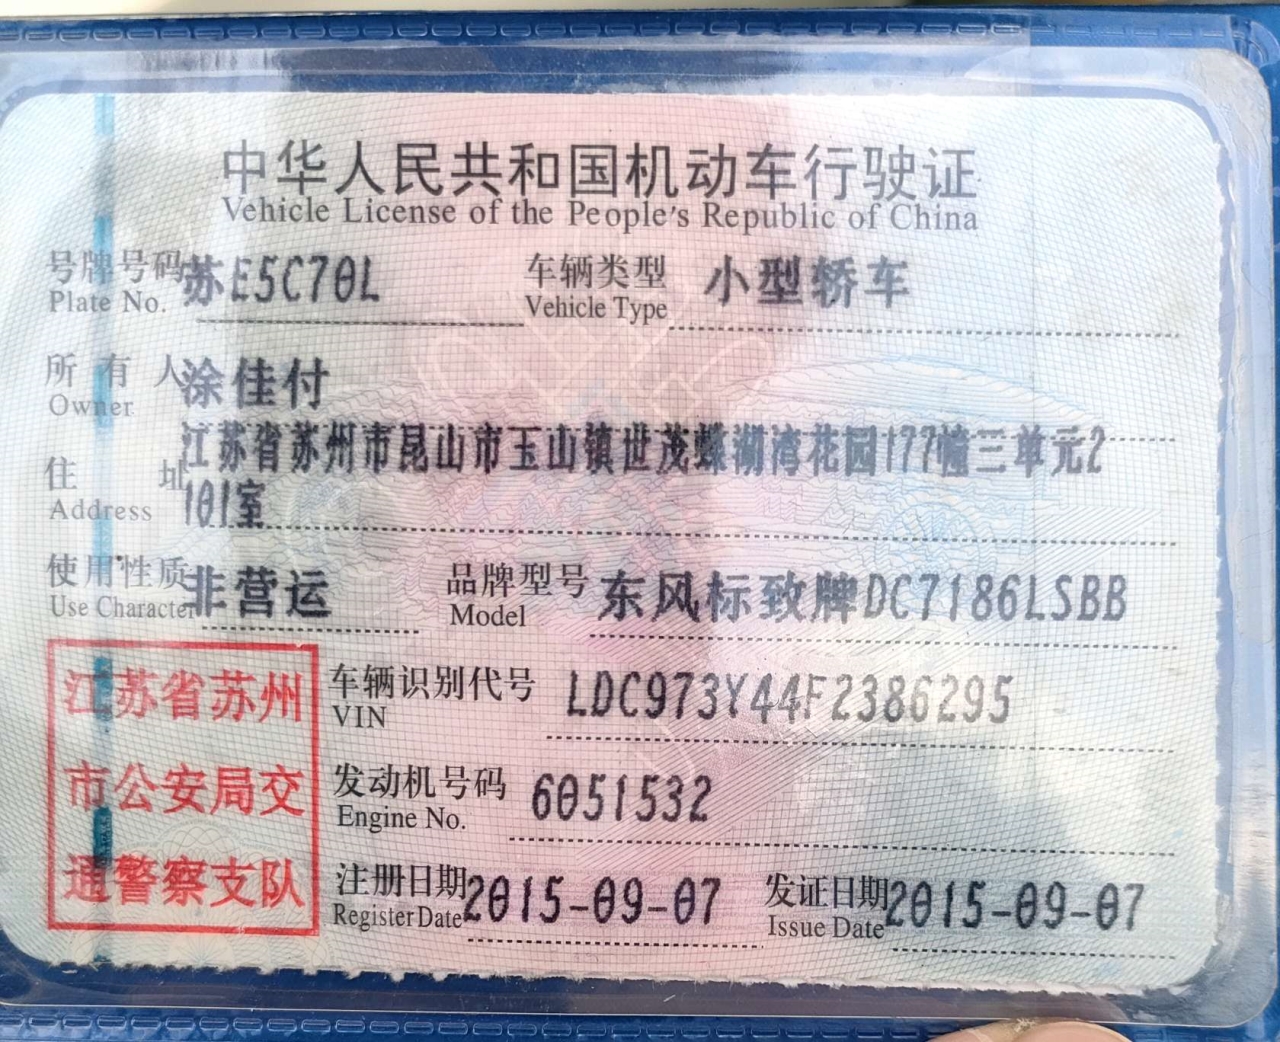 中华人民共和国机动车行驶证
Vehicle License of the People's Republic of China
号牌号码 苏E5C70L 车辆类型 小型轿车
Plate No. Vehicle Type
所有人 涂佳付
Owner
江苏省苏州市昆山市玉山镇世茂蝶湖湾花园177幢三单元2
住址
Address 101室
使用性质 非营运 品牌型号 东风标致牌DC7186LSBB
Use Character Model
江苏省苏州
市公安局交
通警察支队
车辆识别代号 LDC973Y44F2386295
VIN
发动机号码 6051532
Engine No.
注册日期 2015-09-07 发证日期 2015-09-07
Register Date Issue Date